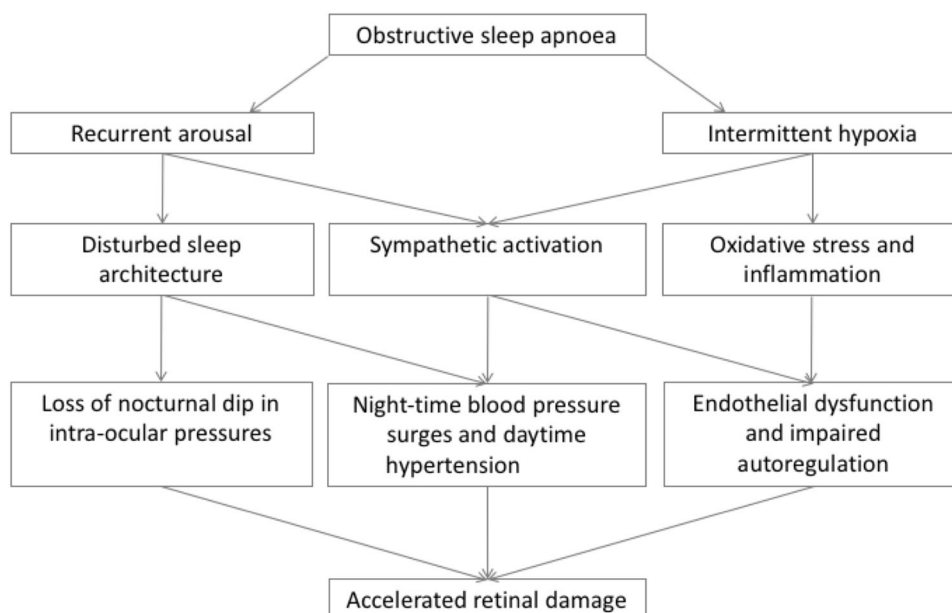 Obstructive sleep apnoea
Recurrent arousal
Intermittent hypoxia
Disturbed sleep
architecture
Sympathetic activation
Oxidative stress and
inflammation
Loss of nocturnal dip in
intra-ocular pressures
Night-time blood pressure
surges and daytime
hypertension
Endothelial dysfunction
and impaired
autoregulation
Accelerated retinal damage